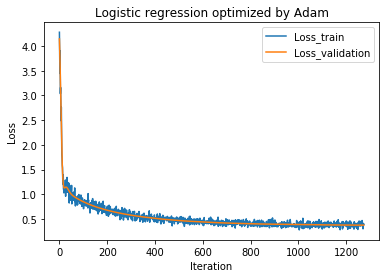 Logistic regression optimized by Adam
Loss_train
Loss_validation
4.0
3.5
3.0
2.5
2.0
1.5
1.0
0.5
Loss
0 200 400 600 800 1000 1200
Iteration